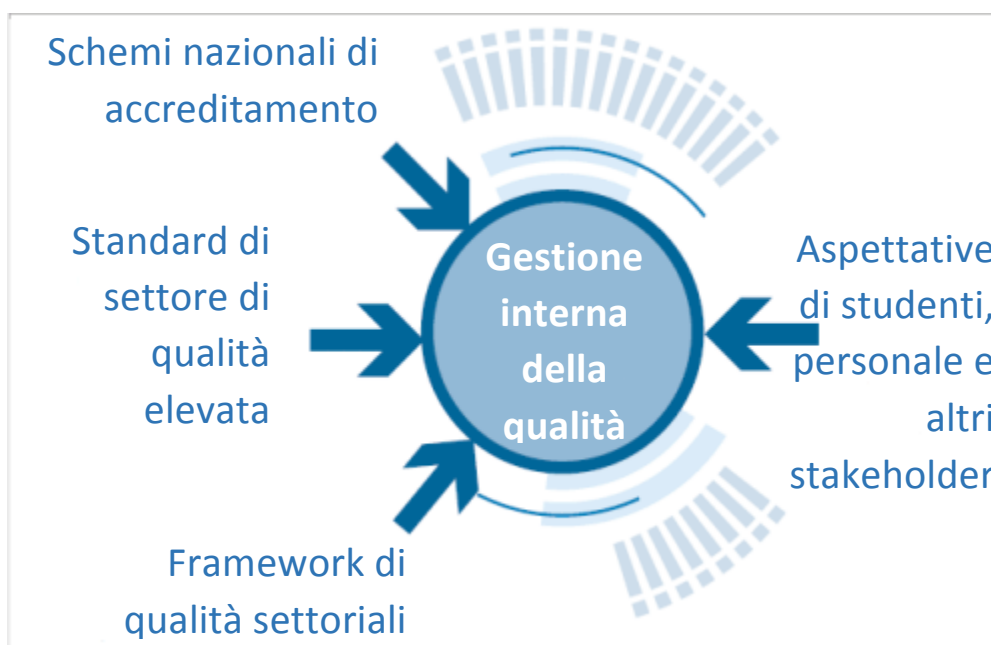 Schemi nazionali di
accreditamento
Standard di
settore di
qualità
elevata
Framework di
qualità settoriali
Gestione
interna
della
qualità
Aspettative
di studenti,
personale e
altri
stakeholder